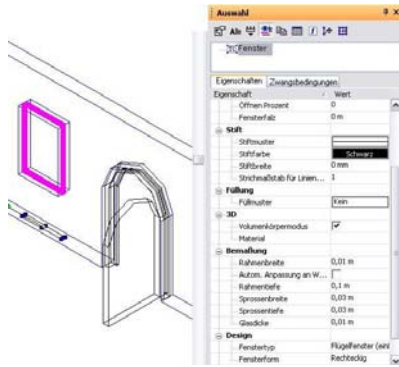 Auswahl
Ab
Fenster
Eigenschaften Zwangsbedingungen
Eigenschaft Wert
Öffnen Prozent 0
Fensterfalz 0 m
Stift
Stiftmuster
Stiftfarbe Schwarz
Stiftbreite 0 mm
Strichmaßstab für Linien... 1
Füllung
Füllmuster Kein
3D
Volumenkörpermodus
Material
Bemaßung
Rahmenbreite 0,01 m
Autom. Anpassung an W...
Rahmentiefe 0,1 m
Sprossenbreite 0,03 m
Sprossentiefe 0,03 m
Glasdicke 0,01 m
Design
Fenstertyp Flügelfenster (ein
Fensterform Rechteckig